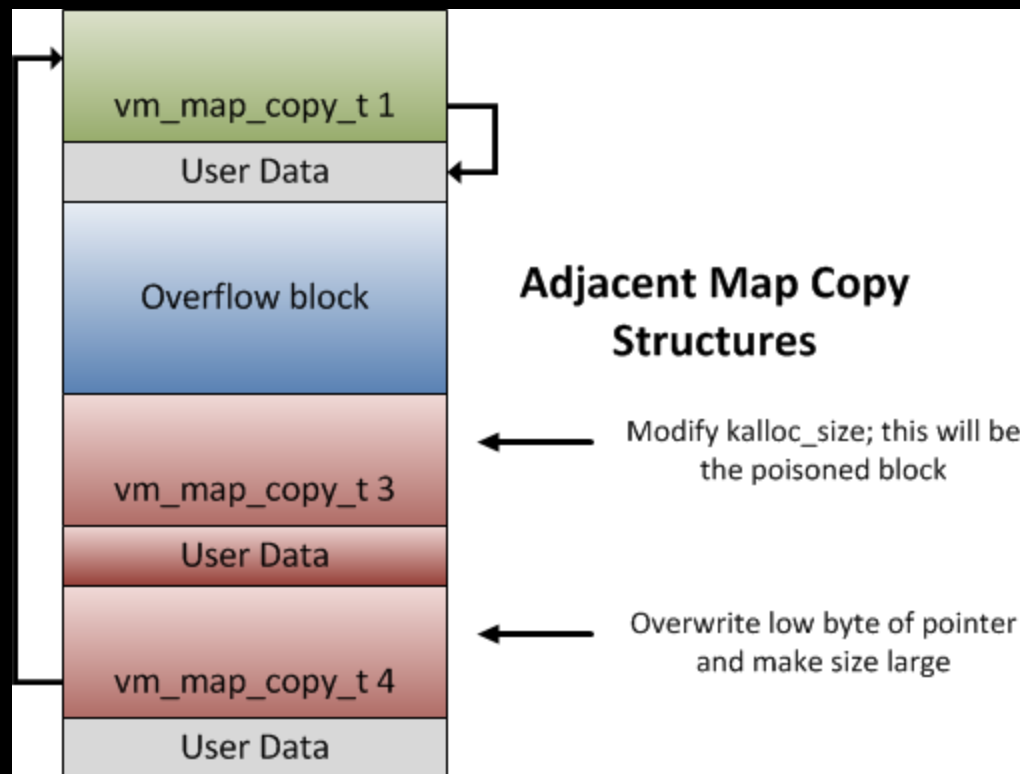 vm_map_copy_t 1
User Data
Overflow block
Adjacent Map Copy
Structures
Modify kalloc_size; this will be
the poisoned block
vm_map_copy_t 3
User Data
Overwrite low byte of pointer
and make size large
vm_map_copy_t 4
User Data